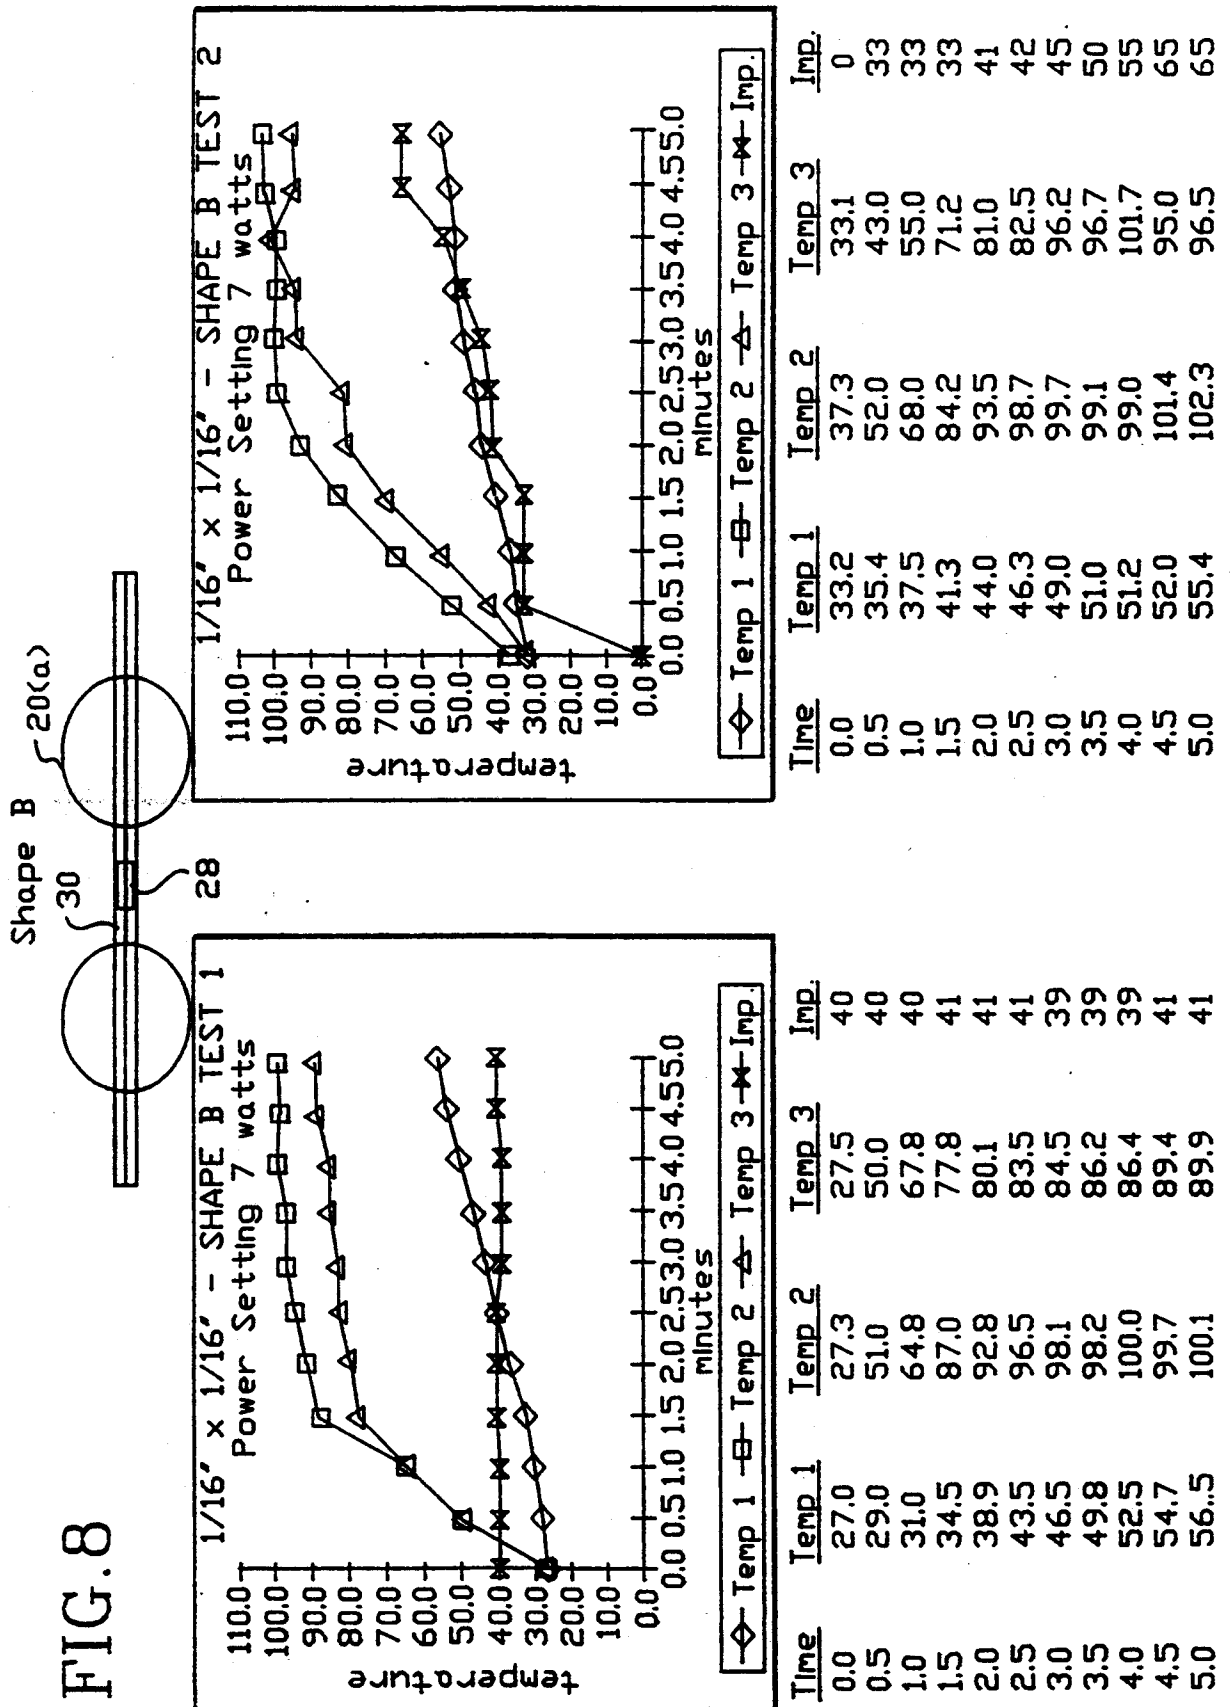 FIG.8
Shape B
30
20(a)
28
1/16" x 1/16" - SHAPE B TEST 1
Power Setting 7 watts
temperature
110.0
100.0
90.0
80.0
70.0
60.0
50.0
40.0
30.0
20.0
10.0
0.0
0.0 0.5 1.0 1.5 2.0 2.5 3.0 3.5 4.0 4.5 5.0
minutes
Temp 1 Temp 2 Temp 3 Imp.
Time Temp 1 Temp 2 Temp 3 Imp.
0.0 27.0 27.3 27.5 40
0.5 29.0 51.0 50.0 40
1.0 31.0 64.8 67.8 40
1.5 34.5 87.0 77.8 41
2.0 38.9 92.8 80.1 41
2.5 43.5 96.5 83.5 41
3.0 46.5 98.1 84.5 39
3.5 49.8 98.2 86.2 39
4.0 52.5 100.0 86.4 39
4.5 54.7 99.7 89.4 41
5.0 56.5 100.1 89.9 41
1/16" x 1/16" - SHAPE B TEST 2
Power Setting 7 watts
temperature
110.0
100.0
90.0
80.0
70.0
60.0
50.0
40.0
30.0
20.0
10.0
0.0
0.0 0.5 1.0 1.5 2.0 2.5 3.0 3.5 4.0 4.5 5.0
minutes
Temp 1 Temp 2 Temp 3 Imp.
Time Temp 1 Temp 2 Temp 3 Imp.
0.0 33.2 37.3 33.1 0
0.5 35.4 52.0 43.0 33
1.0 37.5 68.0 55.0 33
1.5 41.3 84.2 71.2 33
2.0 44.0 93.5 81.0 41
2.5 46.3 98.7 82.5 42
3.0 49.0 99.7 96.2 45
3.5 51.0 99.1 96.7 50
4.0 51.2 99.0 101.7 55
4.5 52.0 101.4 95.0 65
5.0 55.4 102.3 96.5 65